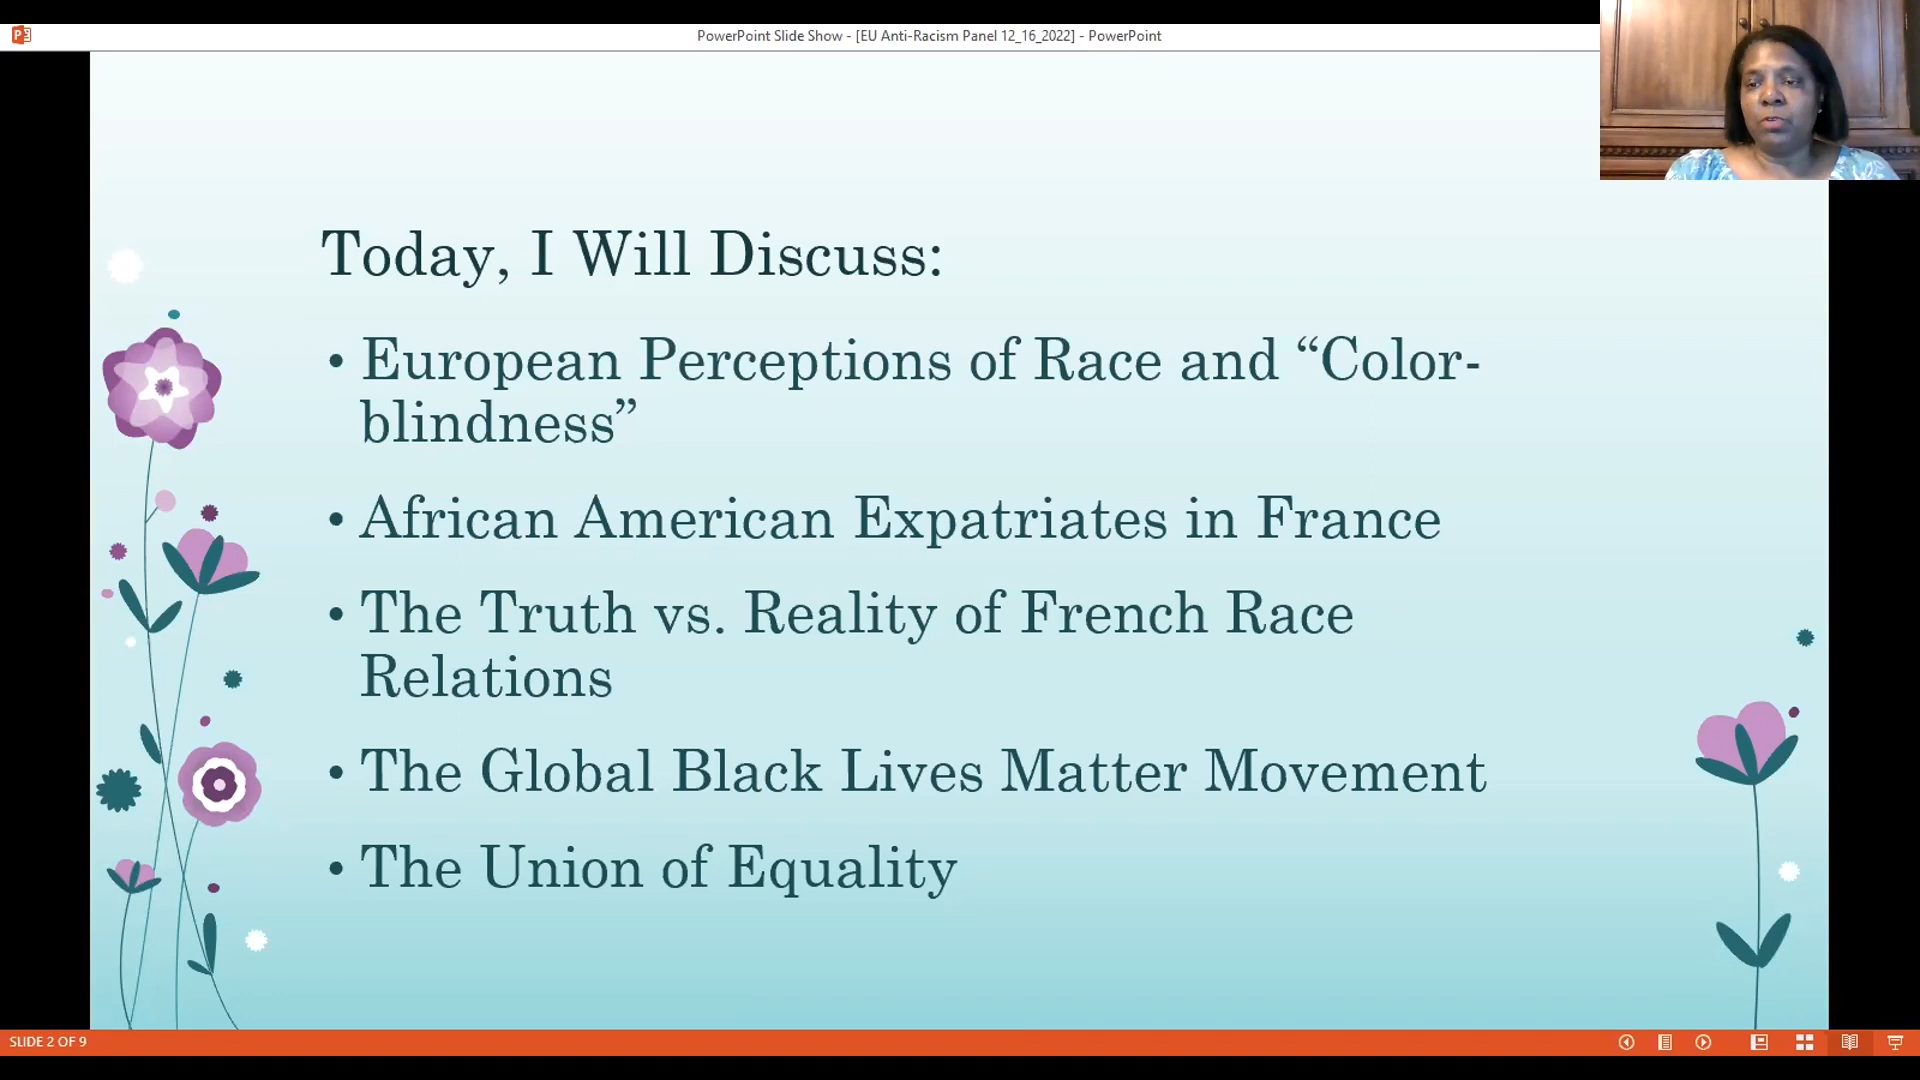 PowerPoint Slide Show - [EU Anti-Racism Panel 12_16_2022] - PowerPoint
Today, I Will Discuss:
• European Perceptions of Race and “Color-
blindness”
• African American Expatriates in France
• The Truth vs. Reality of French Race
Relations
• The Global Black Lives Matter Movement
• The Union of Equality
SLIDE 2 OF 9